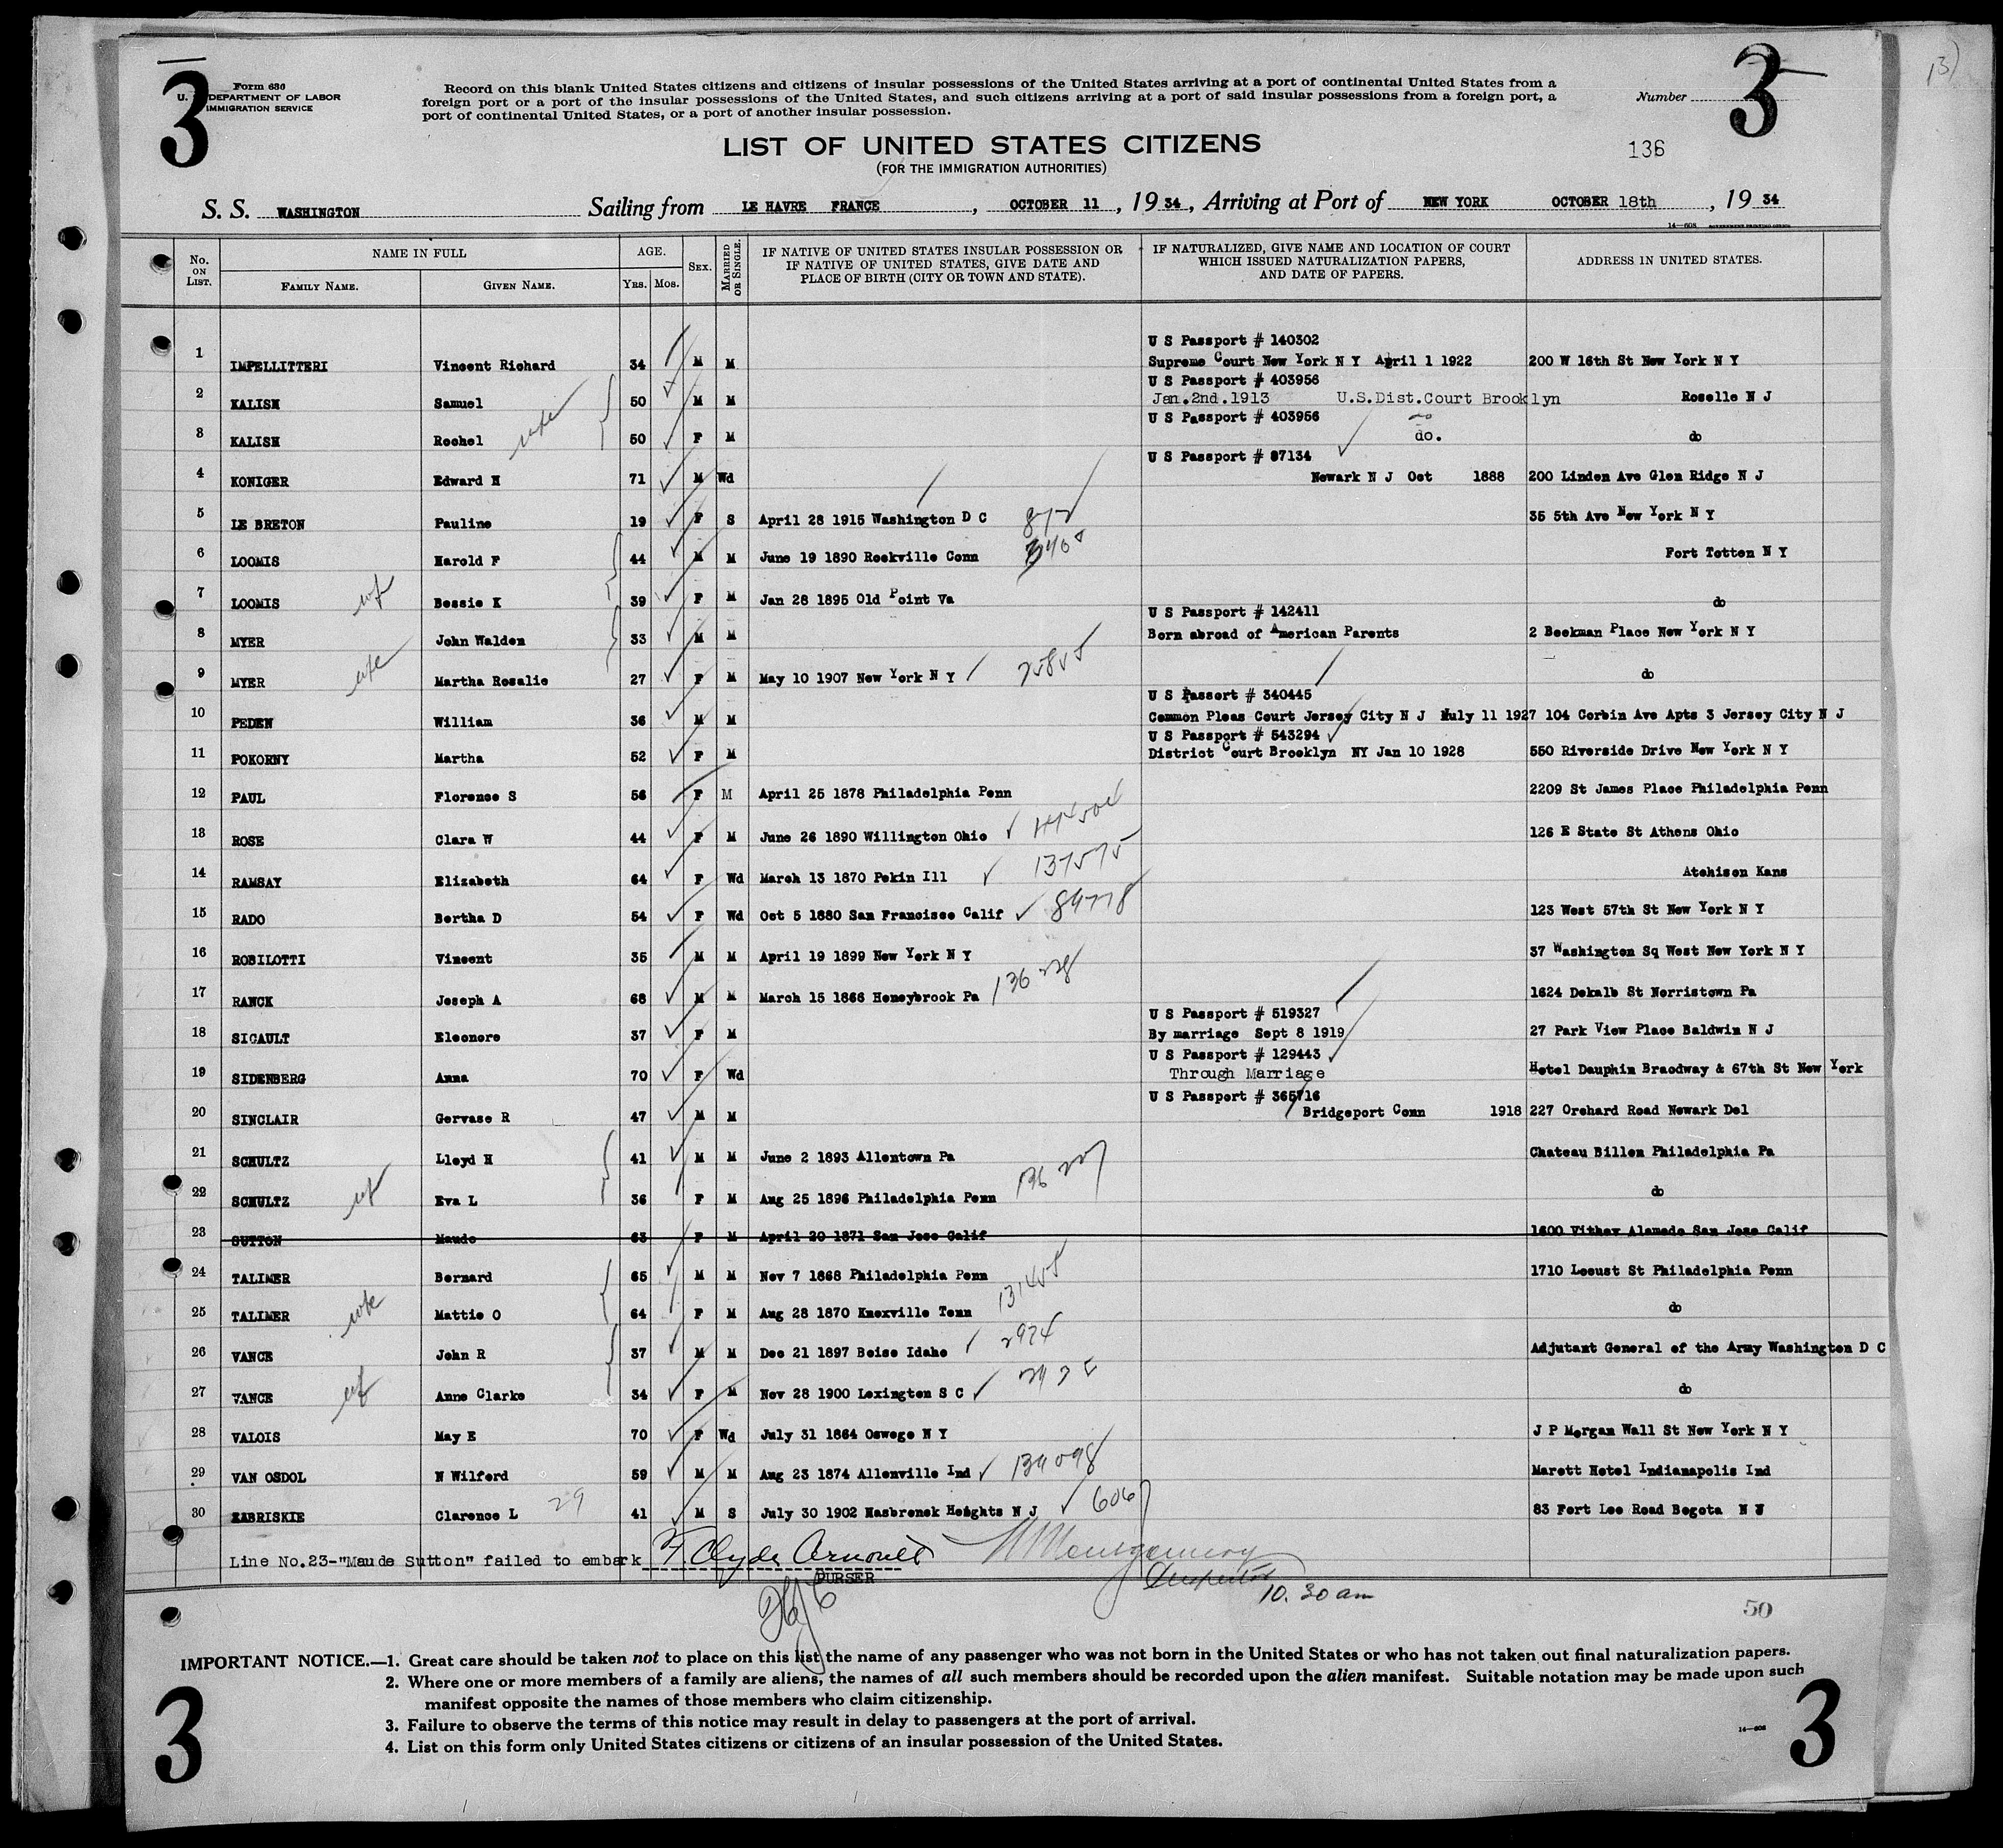 3
3
13)
Form 630
U. S. DEPARTMENT OF LABOR
IMMIGRATION SERVICE
Record on this blank United States citizens and citizens of insular possessions of the United States arriving at a port of continental United States from a
foreign port or a port of the insular possessions of the United States, and such citizens arriving at a port of said insular possessions from a foreign port, a
port of continental United States, or a port of another insular possession.
Number
LIST OF UNITED STATES CITIZENS
(FOR THE IMMIGRATION AUTHORITIES)
136
S. S. WASHINGTON Sailing from LE HAVRE FRANCE, OCTOBER 11, 1934, Arriving at Port of NEW YORK OCTOBER 18th, 1934
14—608 GOVERNMENT PRINTING OFFICE
No. ON LIST. NAME IN FULL FAMILY NAME. GIVEN NAME. AGE. YRS. MOS. SEX. MARRIED OR SINGLE. IF NATIVE OF UNITED STATES INSULAR POSSESSION OR IF NATIVE OF UNITED STATES, GIVE DATE AND PLACE OF BIRTH (CITY OR TOWN AND STATE). IF NATURALIZED, GIVE NAME AND LOCATION OF COURT WHICH ISSUED NATURALIZATION PAPERS, AND DATE OF PAPERS. ADDRESS IN UNITED STATES.
U S Passport # 140302
1 IMPELLITTERI Vincent Richard 34 M M Supreme Court New York N Y April 1 1922 200 W 16th St New York N Y
U S Passport # 403956
2 KALISH Samuel 50 M M Jan.2nd.1913 U.S.Dist.Court Brooklyn Roselle N J
U S Passport # 403956
3 KALISH Rechel wife 50 F M do. do
U S Passport # 87134
4 KONIGER Edward H 71 M Wd Newark N J Oct 1888 200 Linden Ave Glen Ridge N J
5 LE BRETON Pauline 19 F S April 28 1915 Washington D C 35 5th Ave New York N Y
6 LOOMIS Harold F 44 M M June 19 1890 Rockville Conn Fort Totten N Y
7 LOOMIS wf Bessie K 39 F M Jan 28 1895 Old Point Va do
U S Passport # 142411
8 MYER John Walden 33 M M Born abroad of American Parents 2 Beekman Place New York N Y
9 MYER wife Martha Rosalie 27 F M May 10 1907 New York N Y do
U S Passort # 340445
10 PEDEN William 36 M M Common Pleas Court Jersey City N J July 11 1927 104 Corbin Ave Apts 3 Jersey City N J
U S Passport # 543294
11 POKORNY Martha 52 F M District Court Brooklyn NY Jan 10 1928 550 Riverside Drive New York N Y
12 PAUL Florence S 56 F M April 25 1878 Philadelphia Penn 2209 St James Place Philadelphia Penn
13 ROSE Clara W 44 F M June 26 1890 Willington Ohio 126 E State St Athens Ohio
14 RAMSAY Elizabeth 64 F Wd March 13 1870 Pekin Ill 137575 Atchison Kans
15 RADO Bertha D 54 F Wd Oct 5 1880 San Francisco Calif 89778 123 West 57th St New York N Y
16 ROBILOTTI Vincent 35 M M April 19 1899 New York N Y 37 Washington Sq West New York N Y
17 RANCK Joseph A 68 M M March 15 1866 Honeybrook Pa 136228 1624 Dekalb St Norristown Pa
U S Passport # 519327
18 SICAULT Eleonore 37 F M By marriage Sept 8 1919 27 Park View Place Baldwin N J
U S Passport # 129443
19 SIDENBERG Anna 70 F Wd Through Marriage Hotel Dauphin Braodway & 67th St New York
U S Passport # 365716
20 SINCLAIR Gervase R 47 M M Bridgeport Conn 1918 227 Orchard Road Newark Del
21 SCHULTZ Lloyd H 41 M M June 2 1893 Allentown Pa Chateau Billen Philadelphia Pa
22 SCHULTZ wf Eva L 36 F M Aug 25 1896 Philadelphia Penn 136227 do
23 SUTTON Maude 63 F M April 20 1871 San Jose Calif 1600 Vithev Alameda San Jose Calif
24 TALIMER Bernard 65 M M Nov 7 1868 Philadelphia Penn 1710 Locust St Philadelphia Penn
25 TALIMER wife Mattie O 64 F M Aug 28 1870 Knoxville Tenn 131455 do
26 VANCE John R 37 M M Dec 21 1897 Boise Idaho 2974 Adjutant General of the Army Washington D C
27 VANCE wf Anne Clarke 34 F M Nov 28 1900 Lexington S C 2975 do
28 VALOIS May E 70 F Wd July 31 1864 Oswego N Y J P Morgan Wall St New York N Y
29 VAN OSDOL N Wilford 59 M M Aug 23 1874 Allenville Ind 134098 Marott Hotel Indianapolis Ind
30 ZABRISKIE Clarence L 29 41 M S July 30 1902 Hasbrenek Heights N J 6067 83 Fort Lee Road Bogota N J
Line No.23-"Maude Sutton" failed to embark F. Clyde Arnoult W Montgomery
PURSER Inspector
10.30 am
50
IMPORTANT NOTICE.—1. Great care should be taken not to place on this list the name of any passenger who was not born in the United States or who has not taken out final naturalization papers.
2. Where one or more members of a family are aliens, the names of all such members should be recorded upon the alien manifest. Suitable notation may be made upon such
manifest opposite the names of those members who claim citizenship.
3. Failure to observe the terms of this notice may result in delay to passengers at the port of arrival.
4. List on this form only United States citizens or citizens of an insular possession of the United States.
14—608
3
3